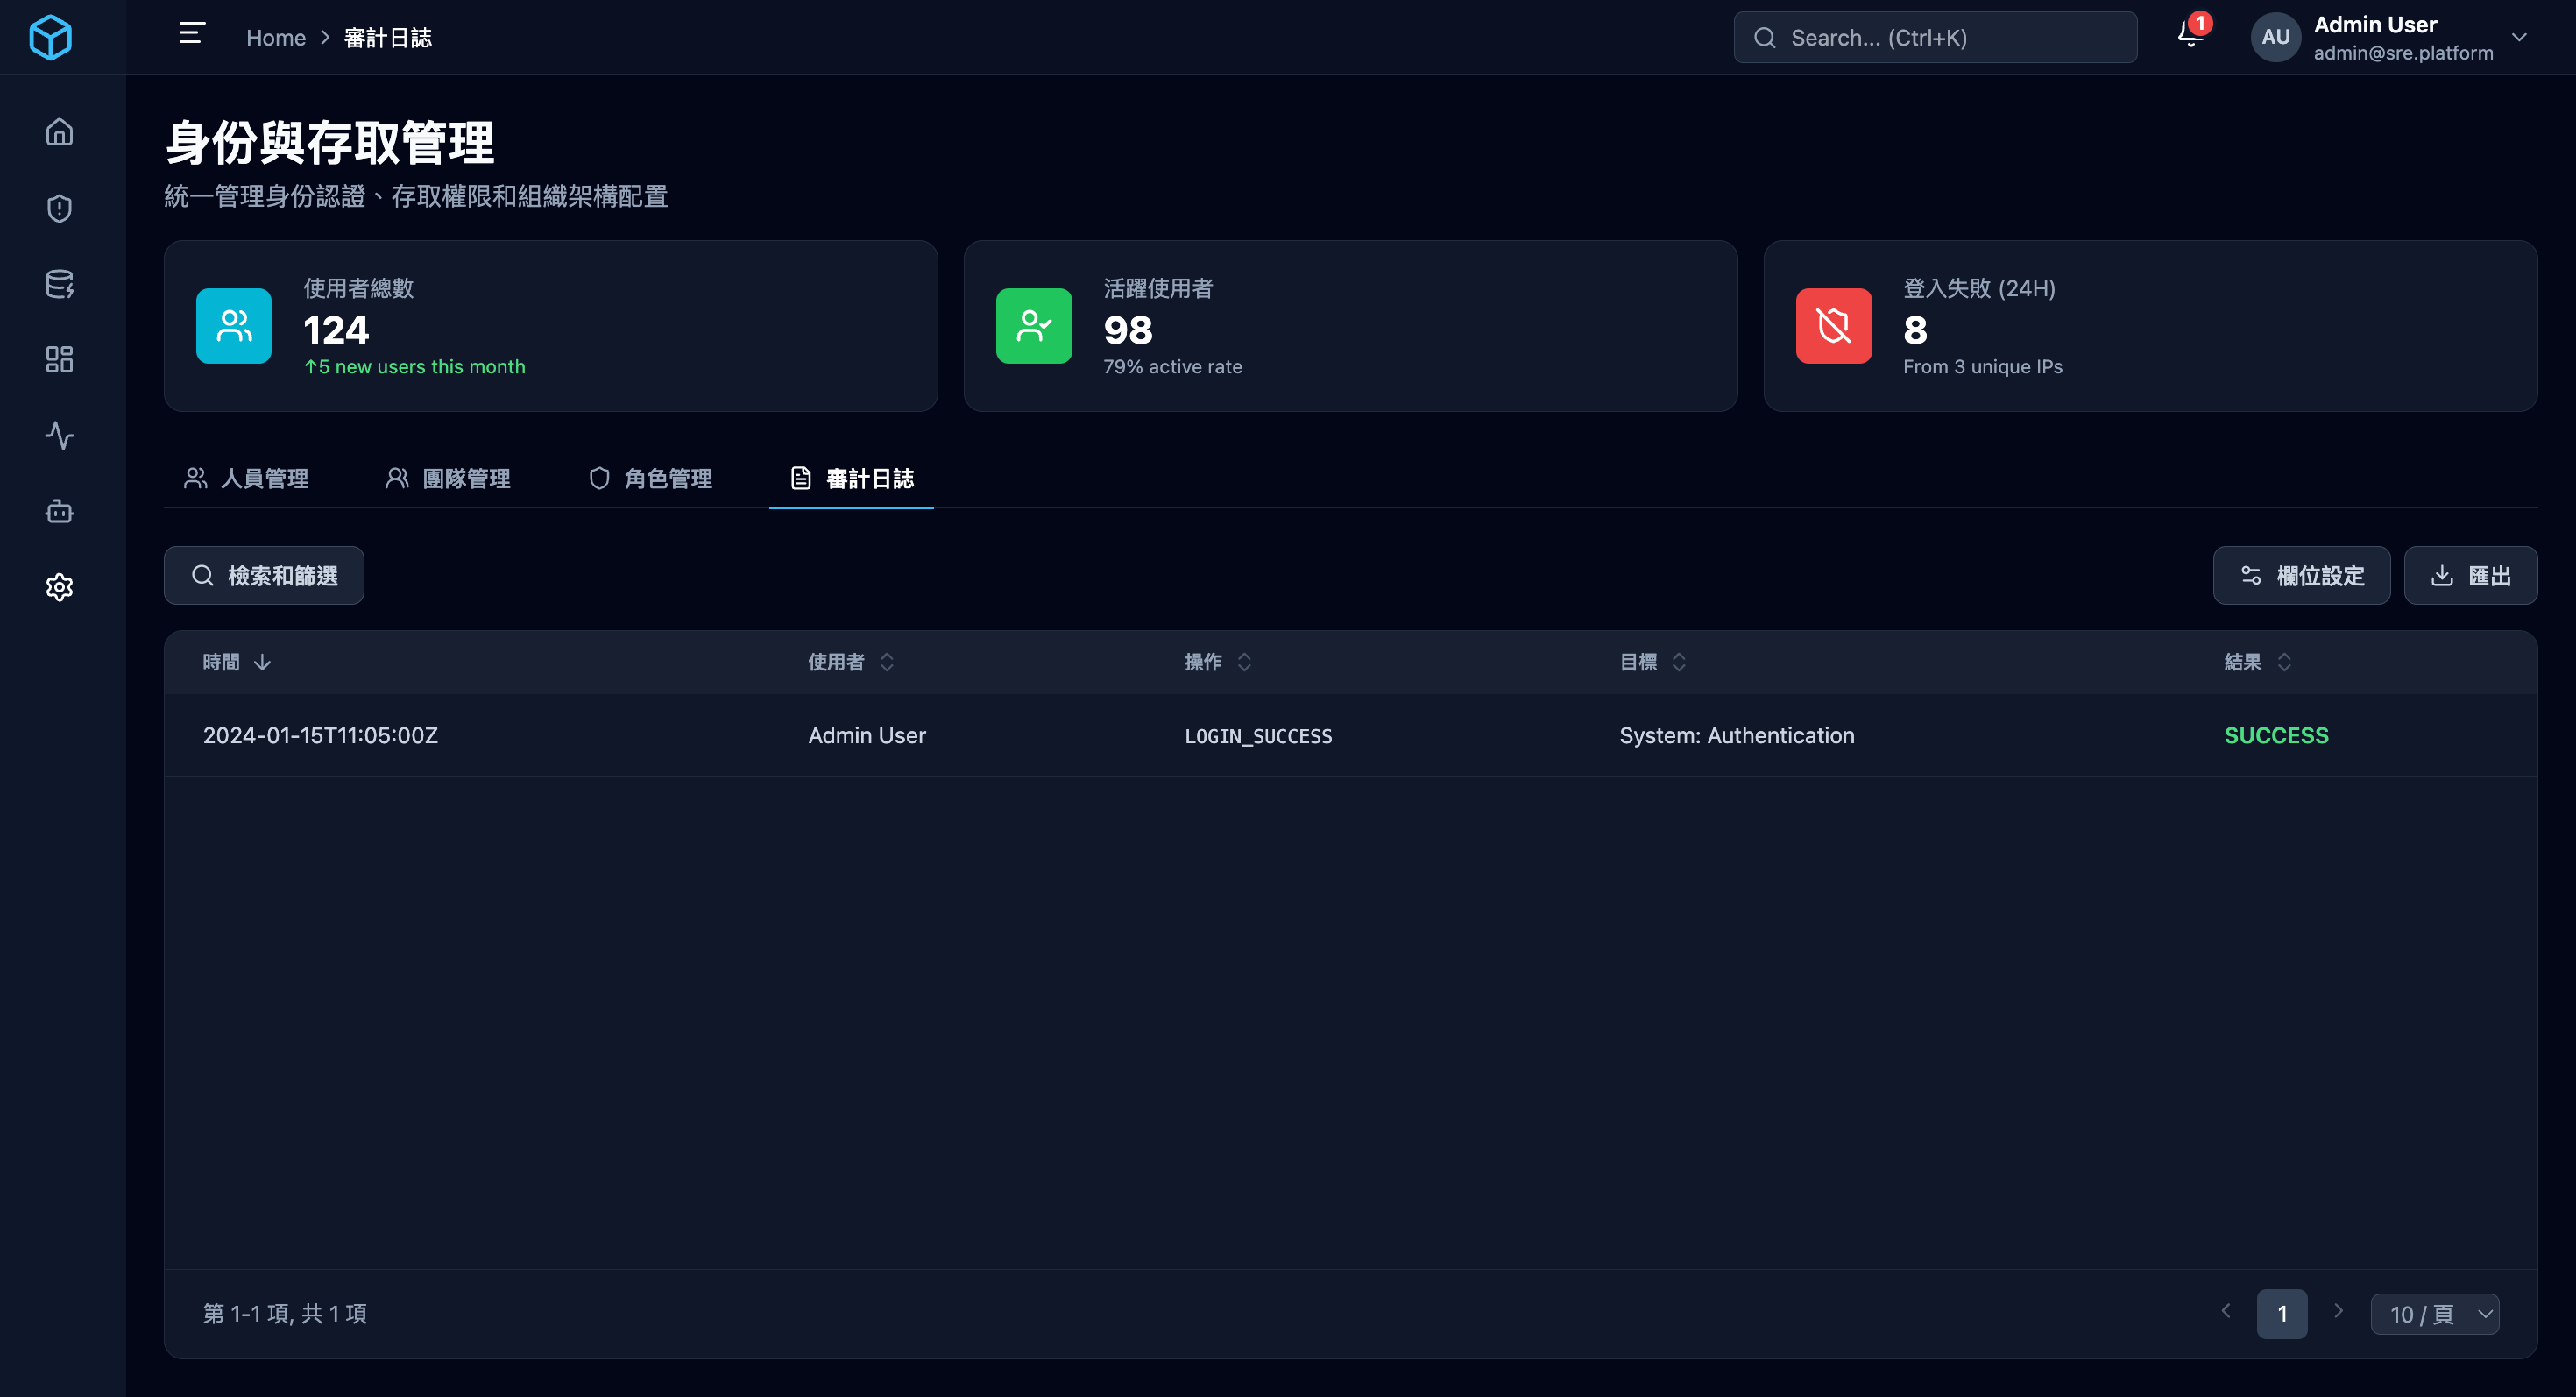 Home > 審計日誌
Search... (Ctrl+K)
1
AU
Admin User
admin@sre.platform
身份與存取管理
統一管理身份認證、存取權限和組織架構配置
使用者總數
124
↑5 new users this month
活躍使用者
98
79% active rate
登入失敗 (24H)
8
From 3 unique IPs
人員管理
團隊管理
角色管理
審計日誌
檢索和篩選
欄位設定
匯出
時間 使用者 操作 目標 結果
2024-01-15T11:05:00Z Admin User LOGIN_SUCCESS System: Authentication SUCCESS
第 1-1 項, 共 1 項
1
10 / 頁